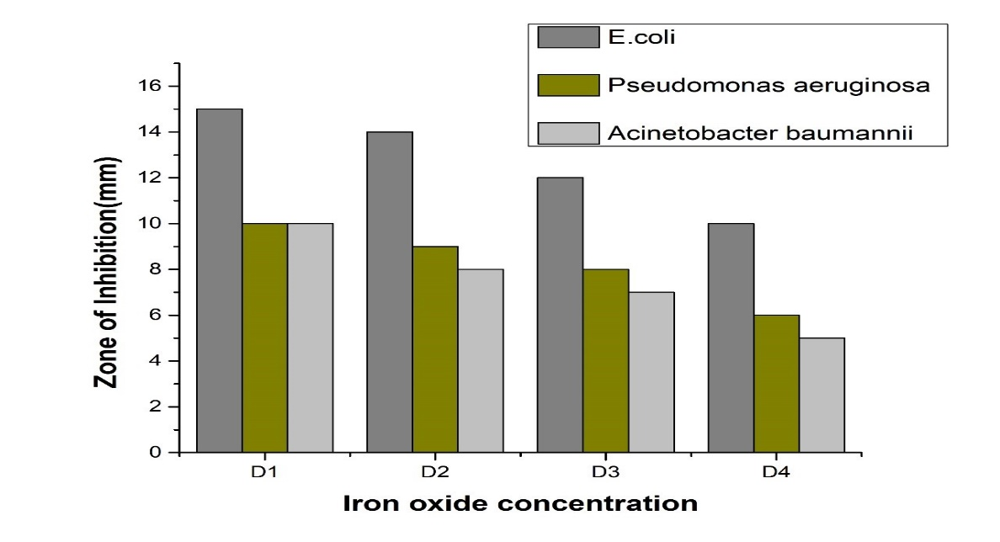 E.coli
Pseudomonas aeruginosa
Acinetobacter baumannii
Zone of Inhibition(mm)
16
14
12
10
8
6
4
2
0
D1 D2 D3 D4
Iron oxide concentration